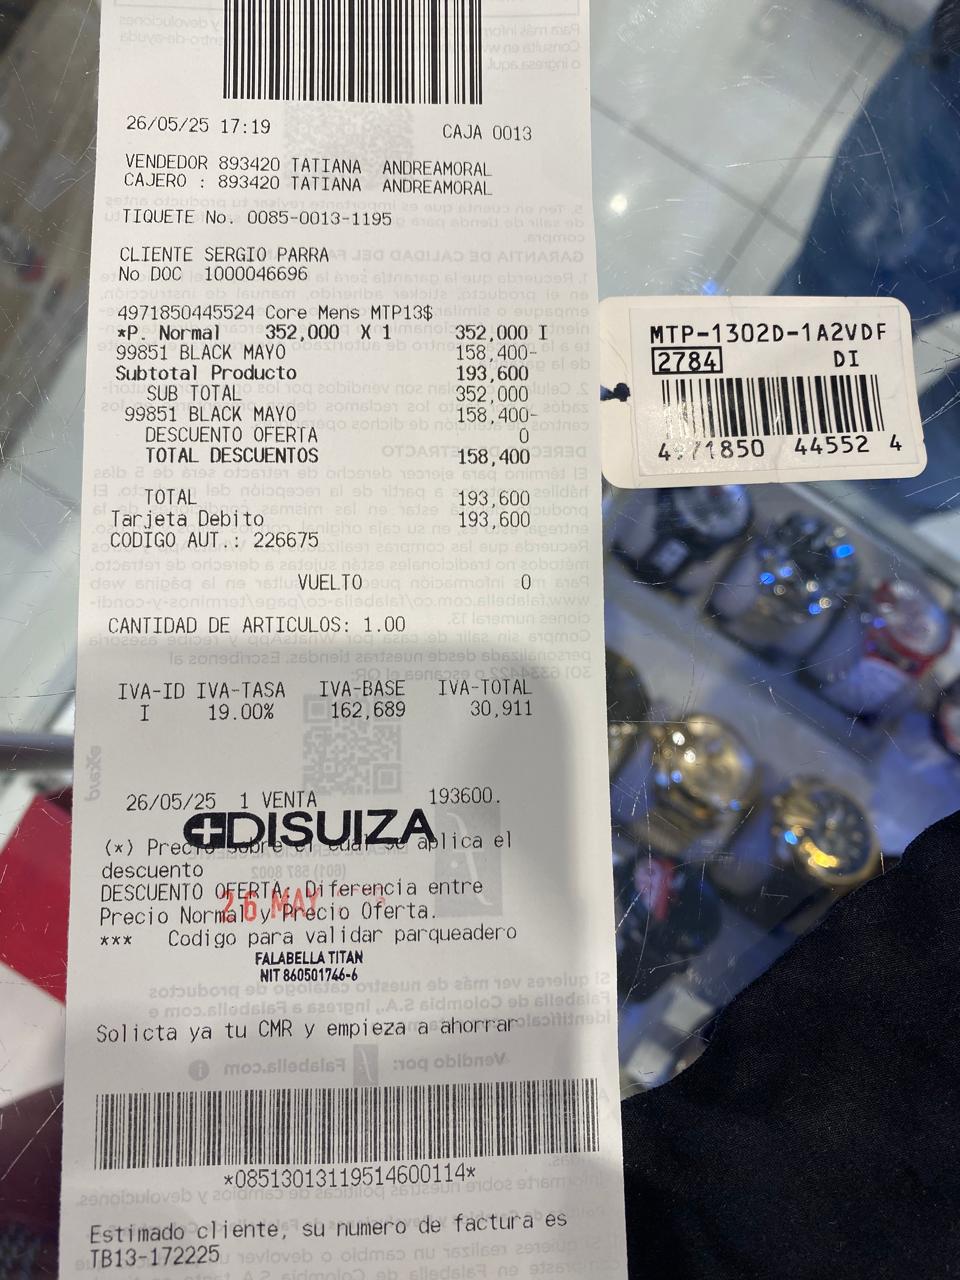 26/05/25 17:19 CAJA 0013
VENDEDOR 893420 TATIANA ANDREAMORAL
CAJERO : 893420 TATIANA ANDREAMORAL
TIQUETE No. 0085-0013-1195
CLIENTE SERGIO PARRA
No DOC 1000046696
4971850445524 Core Mens MTP13$
*P. Normal 352,000 X 1 352,000 I
99851 BLACK MAYO 158,400-
Subtotal Producto 193,600
SUB TOTAL 352,000
99851 BLACK MAYO 158,400-
DESCUENTO OFERTA 0
TOTAL DESCUENTOS 158,400
TOTAL 193,600
Tarjeta Debito 193,600
CODIGO AUT.: 226675
VUELTO 0
CANTIDAD DE ARTICULOS: 1.00
IVA-ID IVA-TASA IVA-BASE IVA-TOTAL
I 19.00% 162,689 30,911
26/05/25 1 VENTA 193600.
DISUIZA
(*) Precio sobre el cual se aplica el
descuento
DESCUENTO OFERTA: Diferencia entre
26 MAY
Precio Normal y Precio Oferta.
*** Codigo para validar parqueadero
FALABELLA TITAN
NIT 860501746-6
Solicta ya tu CMR y empieza a ahorrar
*08513013119514600114*
Estimado cliente, su numero de factura es
TB13-172225
MTP-1302D-1A2VDF
2784 DI
4971850 44552 4